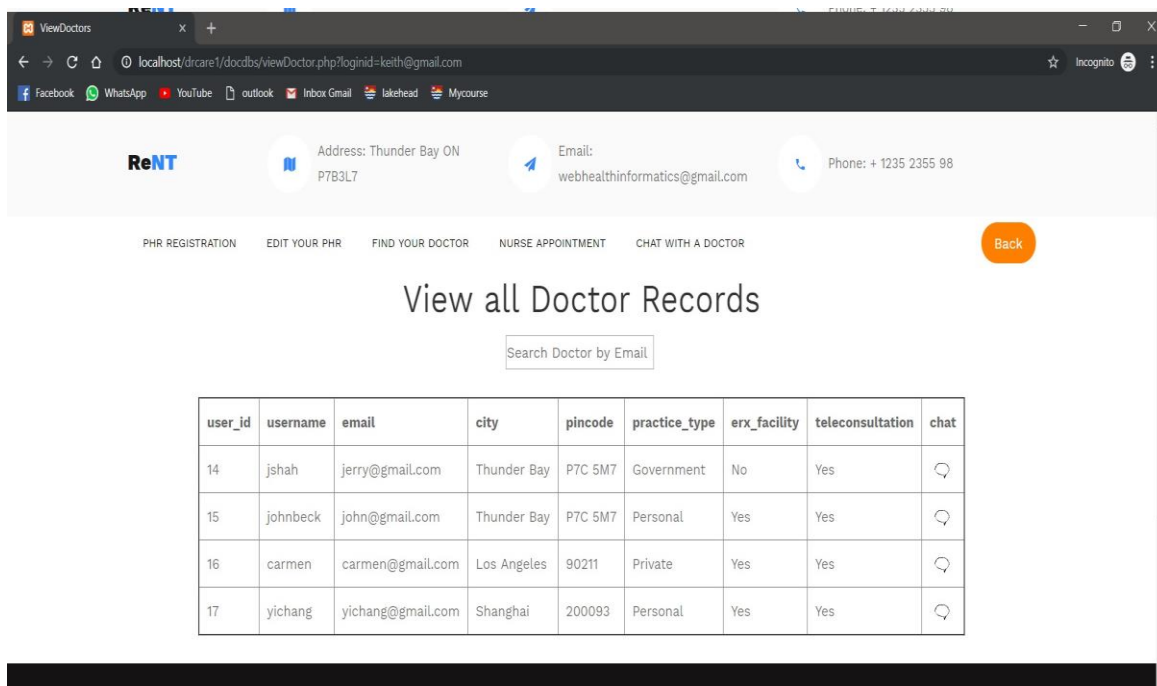 ViewDoctors
localhost/drcare1/docdbs/viewDoctor.php?loginid=keith@gmail.com
Incognito
Facebook WhatsApp YouTube outlook Inbox Gmail lakehead Mycourse
ReNT
Address: Thunder Bay ON
P7B3L7
Email:
webhealthinformatics@gmail.com
Phone: + 1235 2355 98
PHR REGISTRATION EDIT YOUR PHR FIND YOUR DOCTOR NURSE APPOINTMENT CHAT WITH A DOCTOR Back
View all Doctor Records
Search Doctor by Email
user_id username email city pincode practice_type erx_facility teleconsultation chat
14 jshah jerry@gmail.com Thunder Bay P7C 5M7 Government No Yes
15 johnbeck john@gmail.com Thunder Bay P7C 5M7 Personal Yes Yes
16 carmen carmen@gmail.com Los Angeles 90211 Private Yes Yes
17 yichang yichang@gmail.com Shanghai 200093 Personal Yes Yes